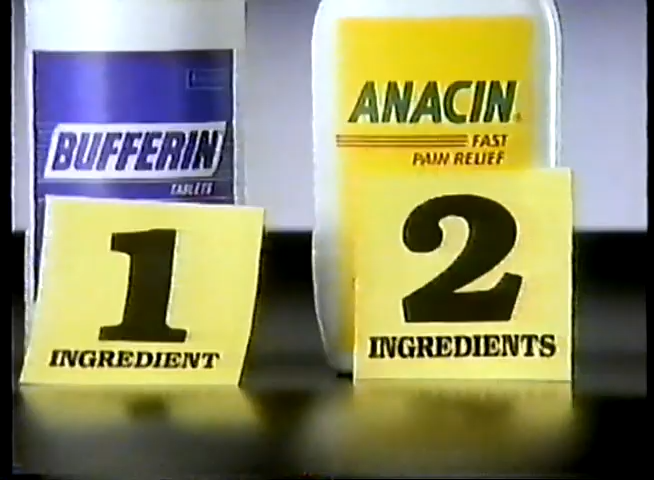 BUFFERIN
TABLETS
1
INGREDIENT
ANACIN
FAST
PAIN RELIEF
2
INGREDIENTS